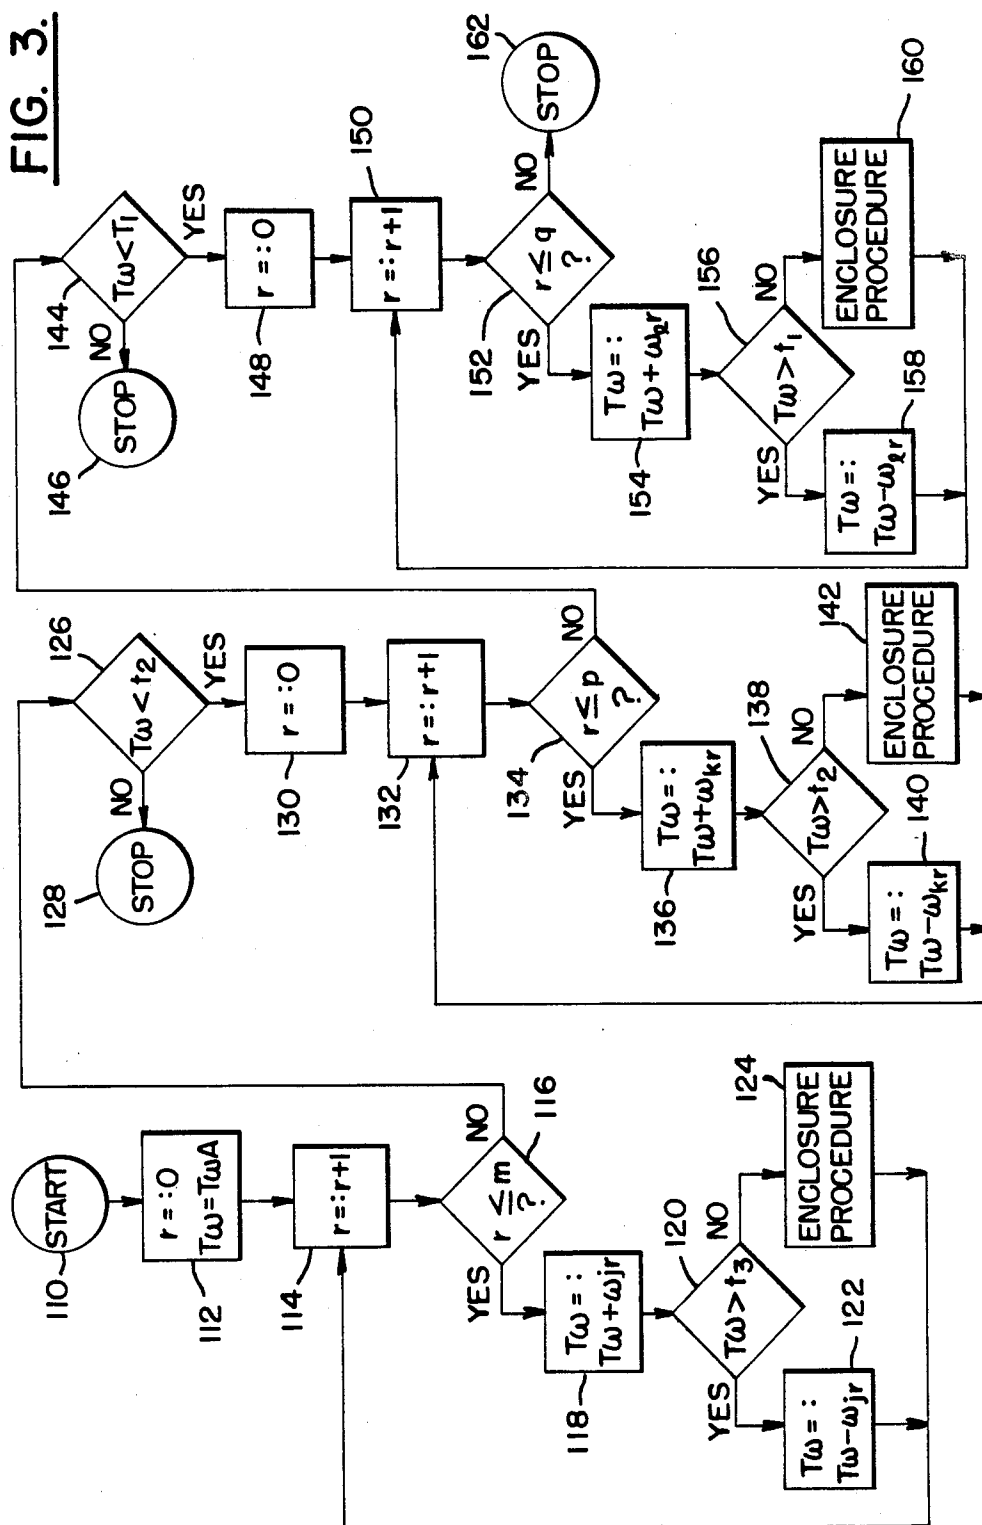 FIG. 3.
START
110
r=:0
Tω=TωA
112
r=:r+1
114
r≤m
?
116
NO
YES
Tω=:
Tω+ωjr
118
Tω>t3
120
NO
YES
Tω=:
Tω-ωjr
122
ENCLOSURE
PROCEDURE
124
Tω<t2
126
NO
YES
STOP
128
r=:0
130
r=:r+1
132
r≤p
?
134
NO
YES
Tω=:
Tω+ωkr
136
Tω>t2
138
NO
YES
Tω=:
Tω-ωkr
140
ENCLOSURE
PROCEDURE
142
Tω<T1
144
NO
YES
STOP
146
r=:0
148
r=:r+1
150
r≤q
?
152
NO
YES
STOP
162
Tω=:
Tω+ωℓr
154
Tω>t1
156
NO
YES
Tω=:
Tω-ωℓr
158
ENCLOSURE
PROCEDURE
160